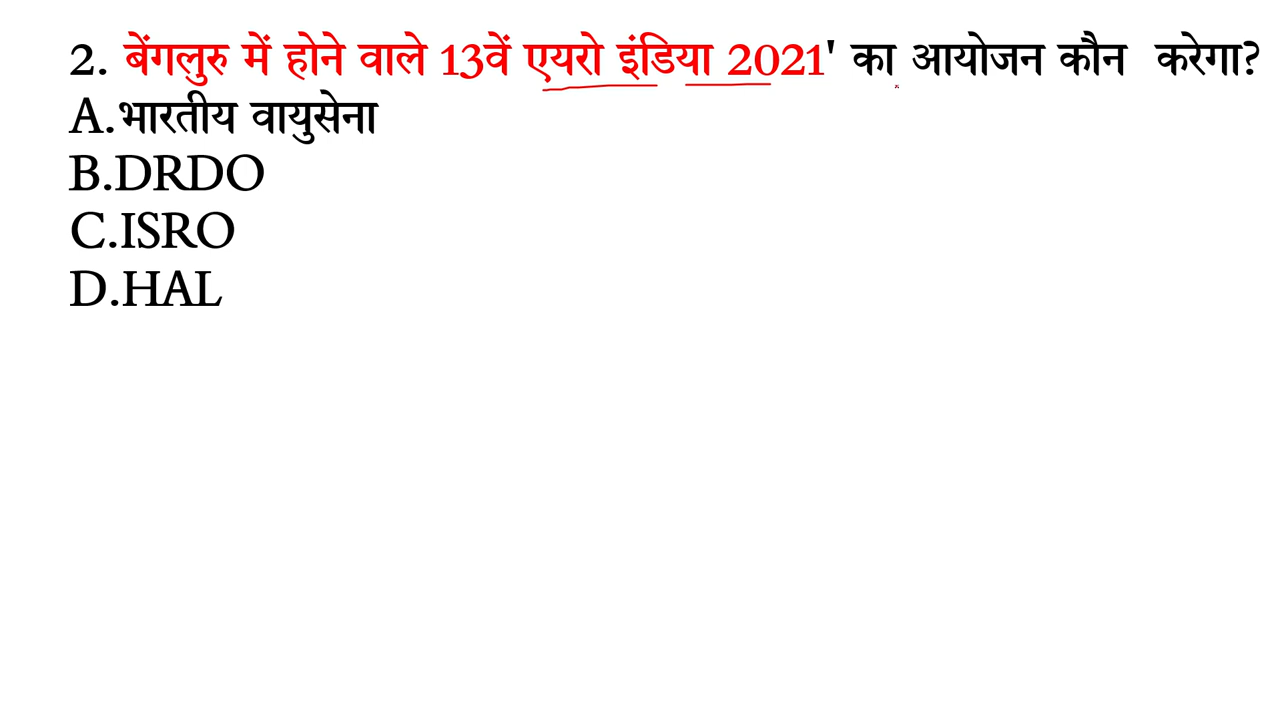 2. बेंगलुरु में होने वाले 13वें एयरो इंडिया 2021' का आयोजन कौन करेगा?
A.भारतीय वायुसेना
B.DRDO
C.ISRO
D.HAL